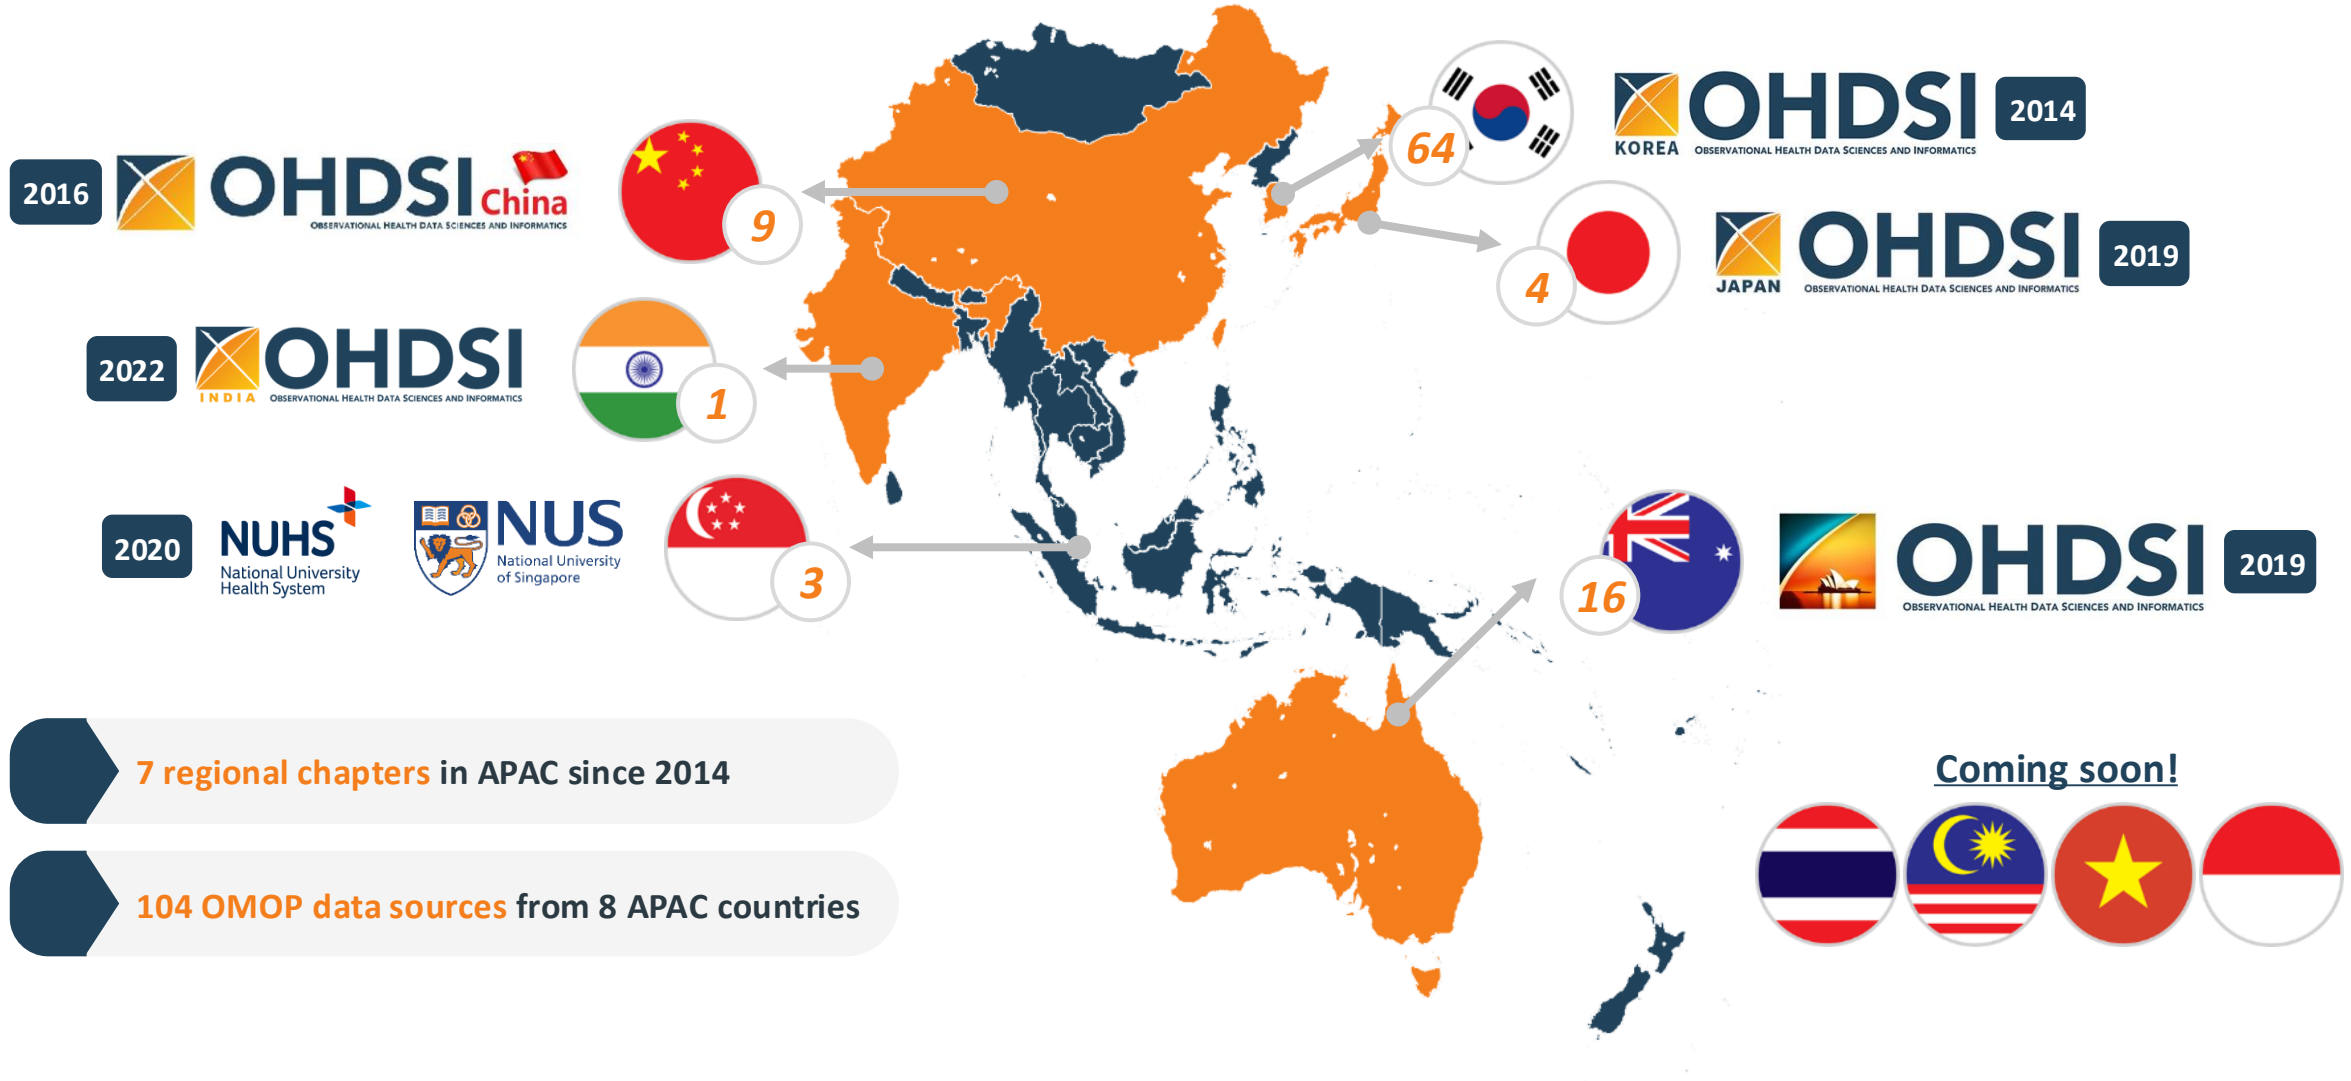 2016
OHDSI China
OBSERVATIONAL HEALTH DATA SCIENCES AND INFORMATICS
9
2022
OHDSI
INDIA OBSERVATIONAL HEALTH DATA SCIENCES AND INFORMATICS
1
2020
NUHS
National University
Health System
NUS
National University
of Singapore
3
64
OHDSI
2014
KOREA OBSERVATIONAL HEALTH DATA SCIENCES AND INFORMATICS
4
OHDSI
2019
JAPAN OBSERVATIONAL HEALTH DATA SCIENCES AND INFORMATICS
16
OHDSI
2019
OBSERVATIONAL HEALTH DATA SCIENCES AND INFORMATICS
7 regional chapters in APAC since 2014
104 OMOP data sources from 8 APAC countries
Coming soon!